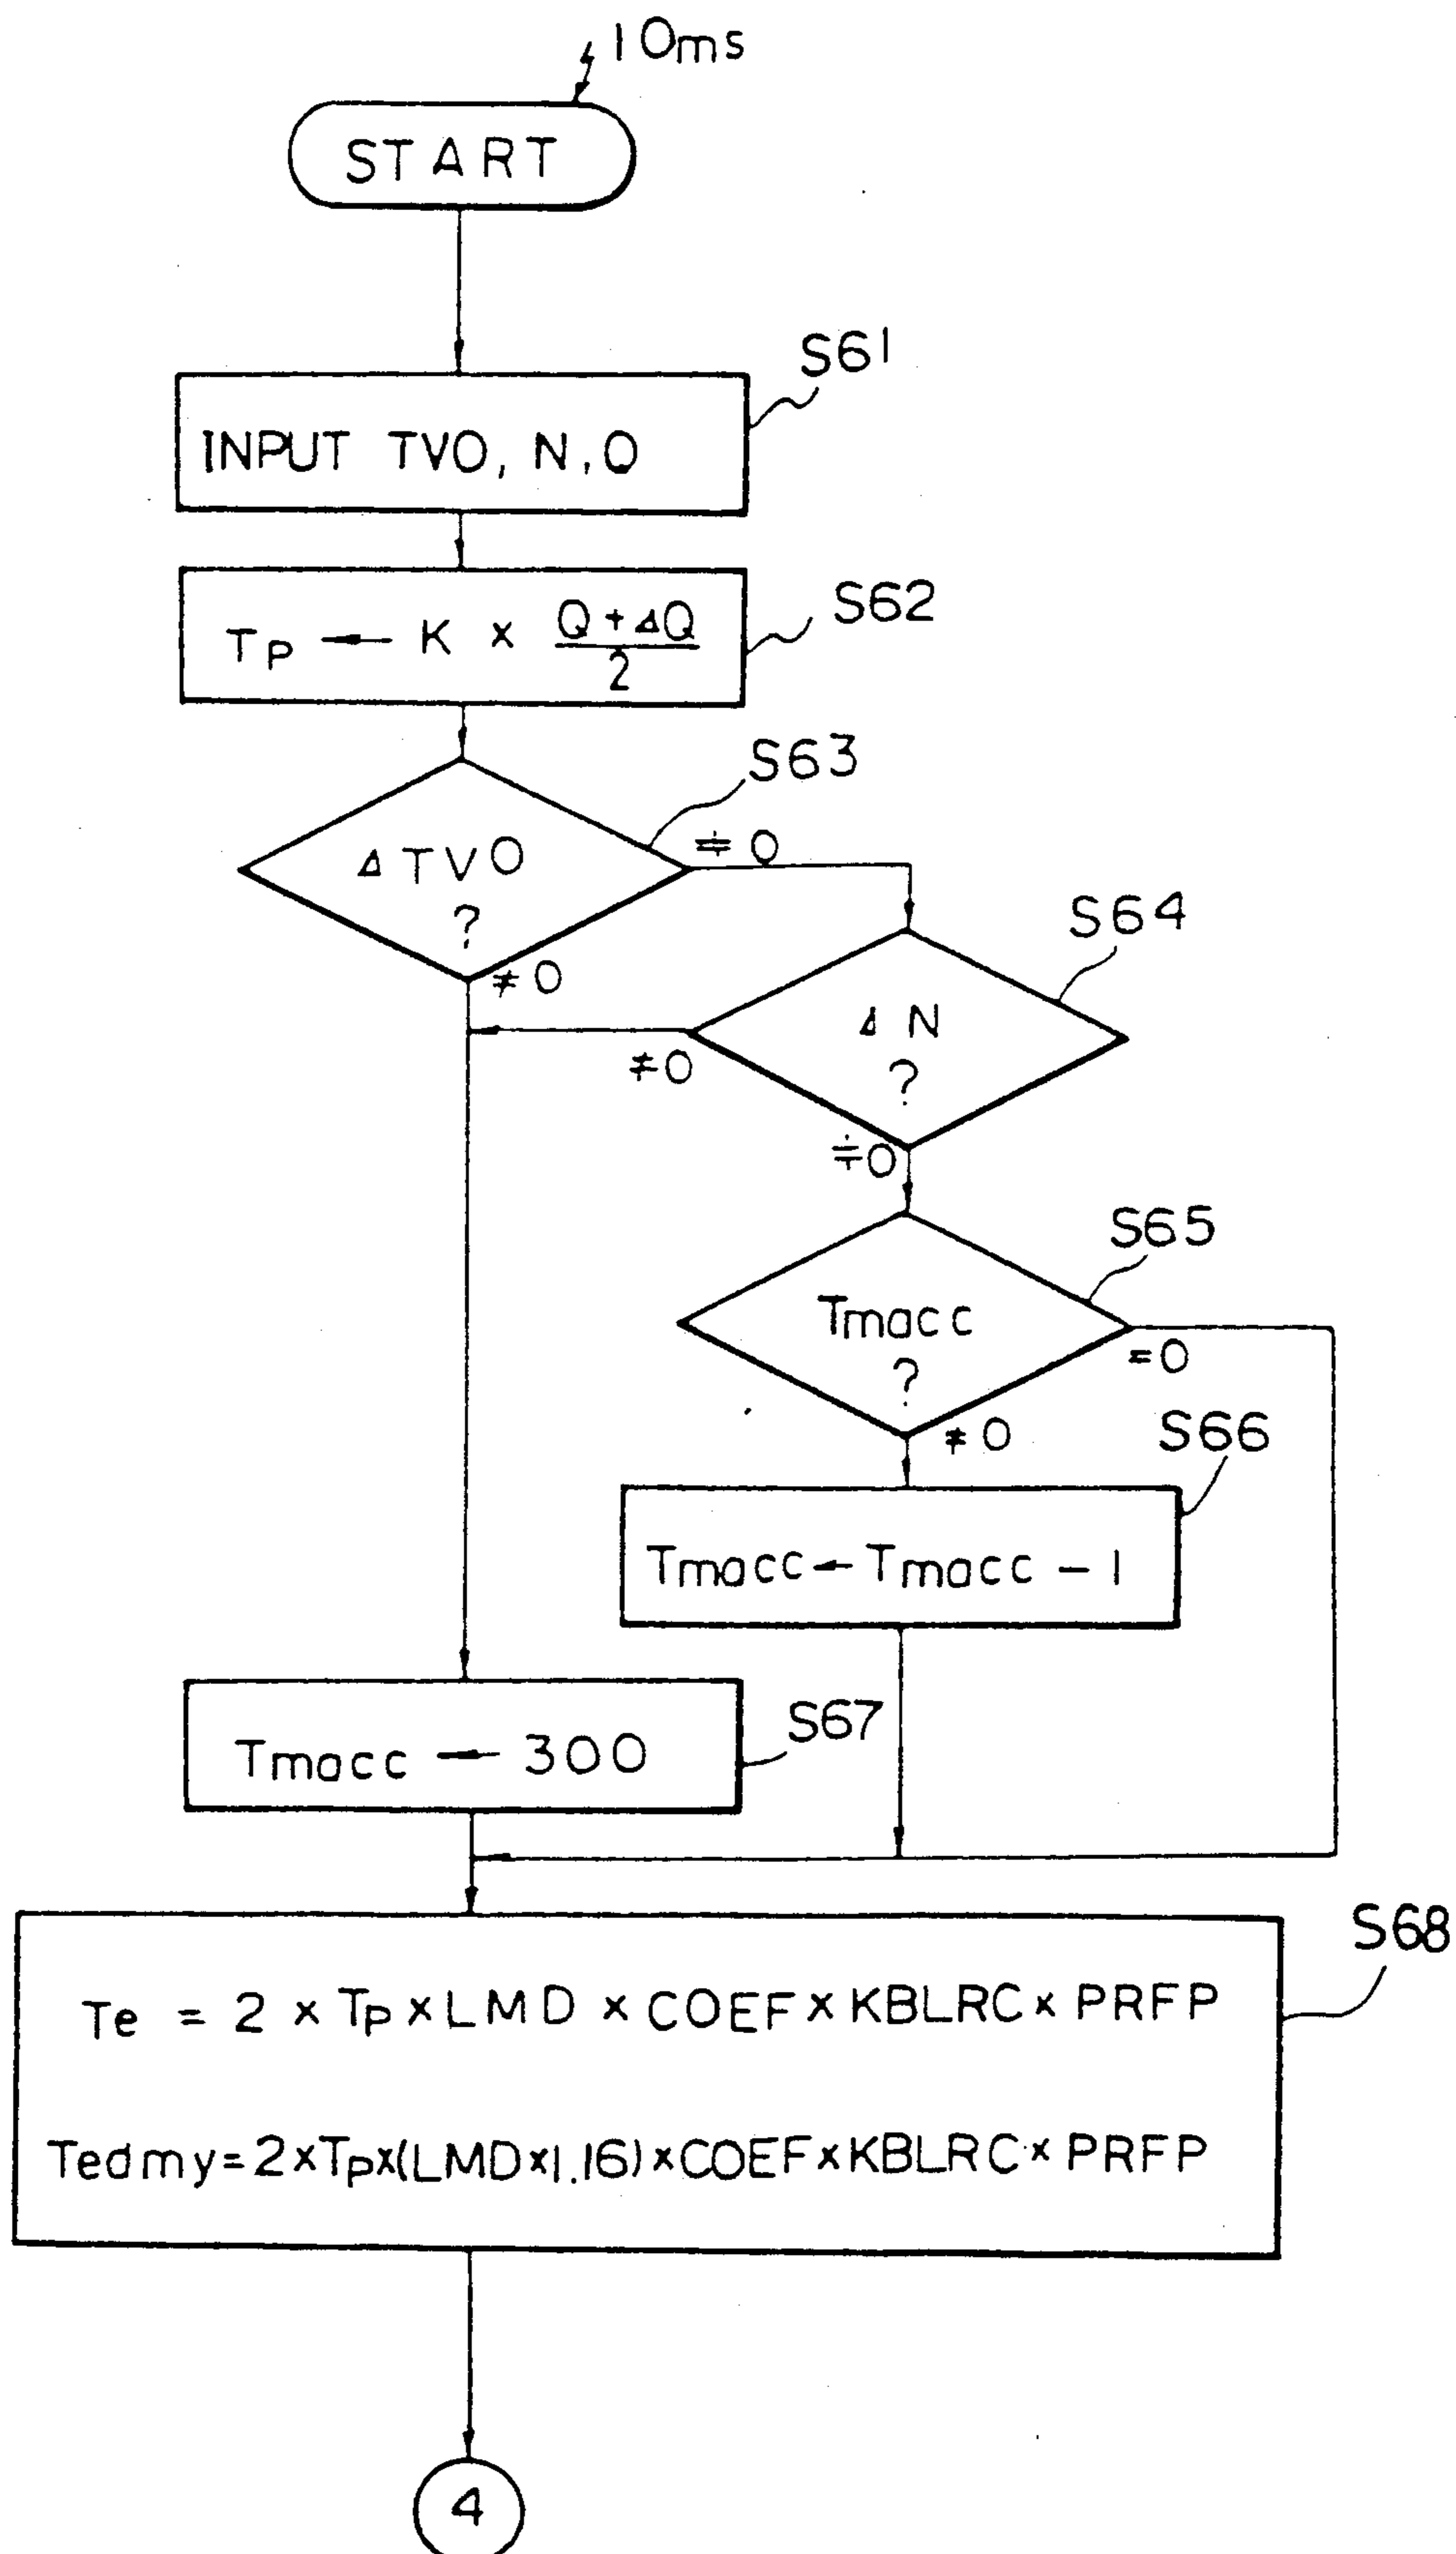 10ms
START
S61
INPUT TVO, N, Q
S62
Tp ← K × (Q + ΔQ) / 2
S63
ΔTVO
?
≒ 0
≠ 0
S64
ΔN
?
≠ 0
≒ 0
S65
Tmacc
?
= 0
≠ 0
S66
Tmacc ← Tmacc - 1
S67
Tmacc ← 300
S68
Te = 2 × Tp × LMD × COEF × KBLRC × PRFP
Tedmy = 2 × Tp × (LMD × 1.16) × COEF × KBLRC × PRFP
4